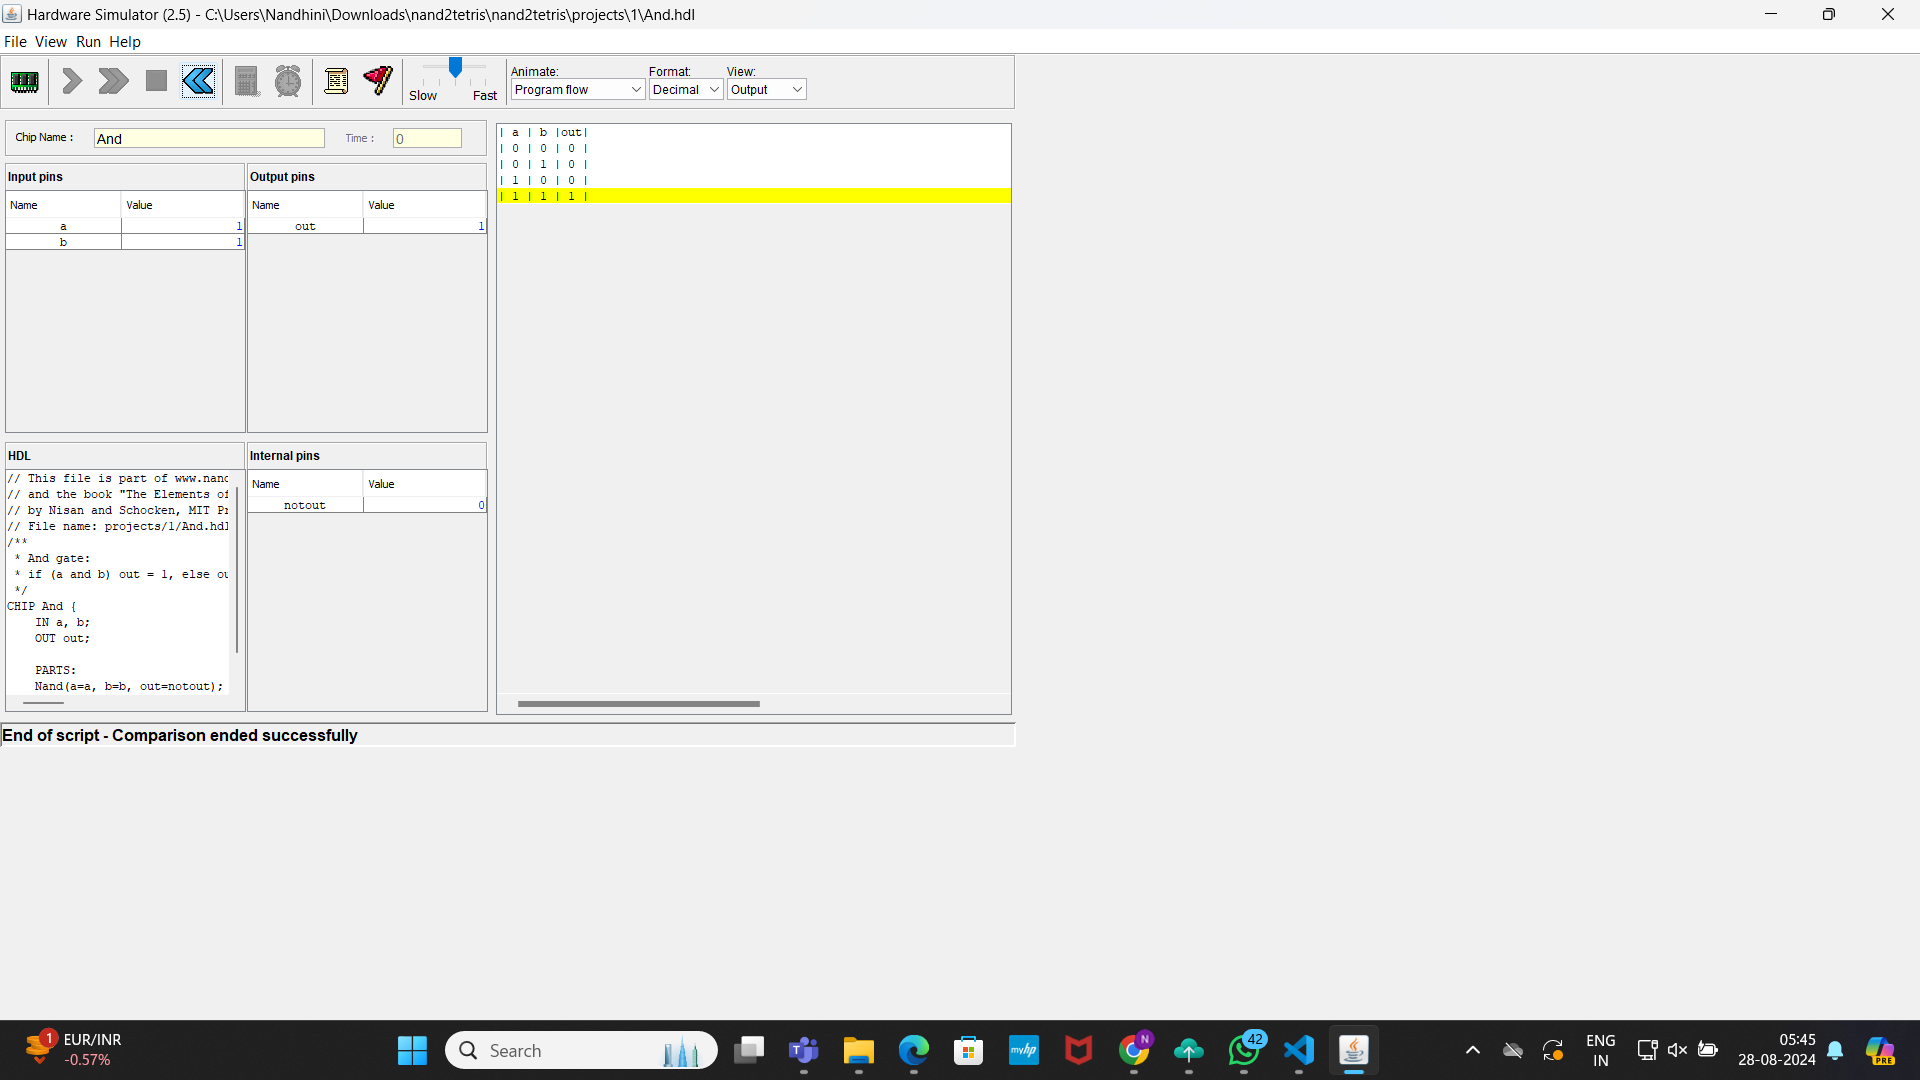 Hardware Simulator (2.5) - C:\Users\Nandhini\Downloads\nand2tetris\nand2tetris\projects\1\And.hdl
File View Run Help
Slow Fast
Animate: Format: View:
Program flow Decimal Output
Chip Name : And Time : 0
Input pins
Name Value
a 1
b 1
Output pins
Name Value
out 1
| a | b |out|
| 0 | 0 | 0 |
| 0 | 1 | 0 |
| 1 | 0 | 0 |
| 1 | 1 | 1 |
HDL
// This file is part of www.nand
// and the book "The Elements of
// by Nisan and Schocken, MIT Pr
// File name: projects/1/And.hdl
/**
* And gate:
* if (a and b) out = 1, else ou
*/
CHIP And {
IN a, b;
OUT out;
PARTS:
Nand(a=a, b=b, out=notout);
Internal pins
Name Value
notout 0
End of script - Comparison ended successfully
1
EUR/INR
-0.57%
Search
myhp
N
42
ENG
IN
05:45
28-08-2024
PRE